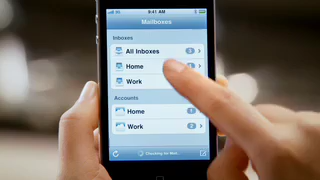 9:41 AM
Mailboxes
Inboxes
All Inboxes
Home
Work
Accounts
Home
Work
Checking for Mail...